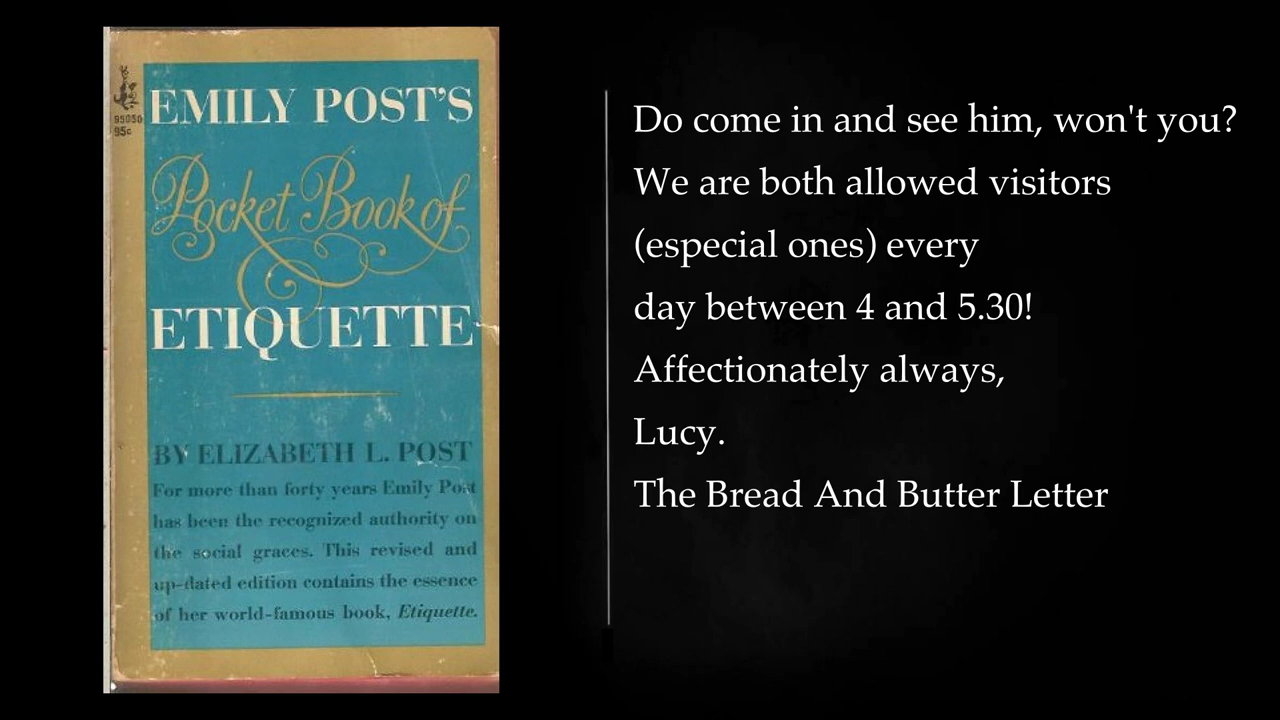 EMILY POST'S
Pocket Book of
ETIQUETTE
95050
95c
BY ELIZABETH L. POST
For more than forty years Emily Post
has been the recognized authority on
the social graces. This revised and
up-dated edition contains the essence
of her world-famous book, Etiquette.
Do come in and see him, won't you?
We are both allowed visitors
(especial ones) every
day between 4 and 5.30!
Affectionately always,
Lucy.
The Bread And Butter Letter